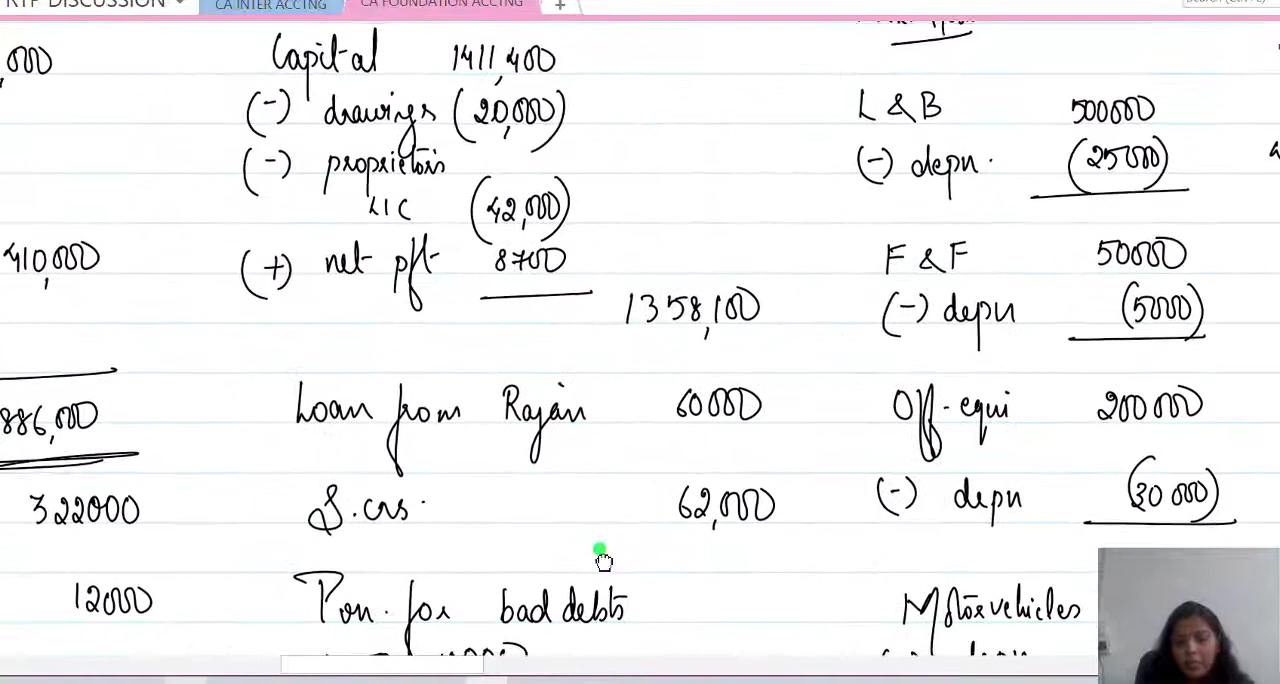 RTP DISCUSSION CA INTER ACCTNG CA FOUNDATION ACCTNG +
,000 Capital 1411,400
(-) drawings (20,000) L & B 500000
(-) proprietor's (-) depn. (25000)
LIC (42,000)
410,000 (+) net pft 8700 F & F 50000
1358,100 (-) depn (5000)
886,000 Loan from Rajan 60000 Off. equi 200000
322000 S. crs. 62,000 (-) depn (30000)
12000 Pon. for bad debts Motor vehicles